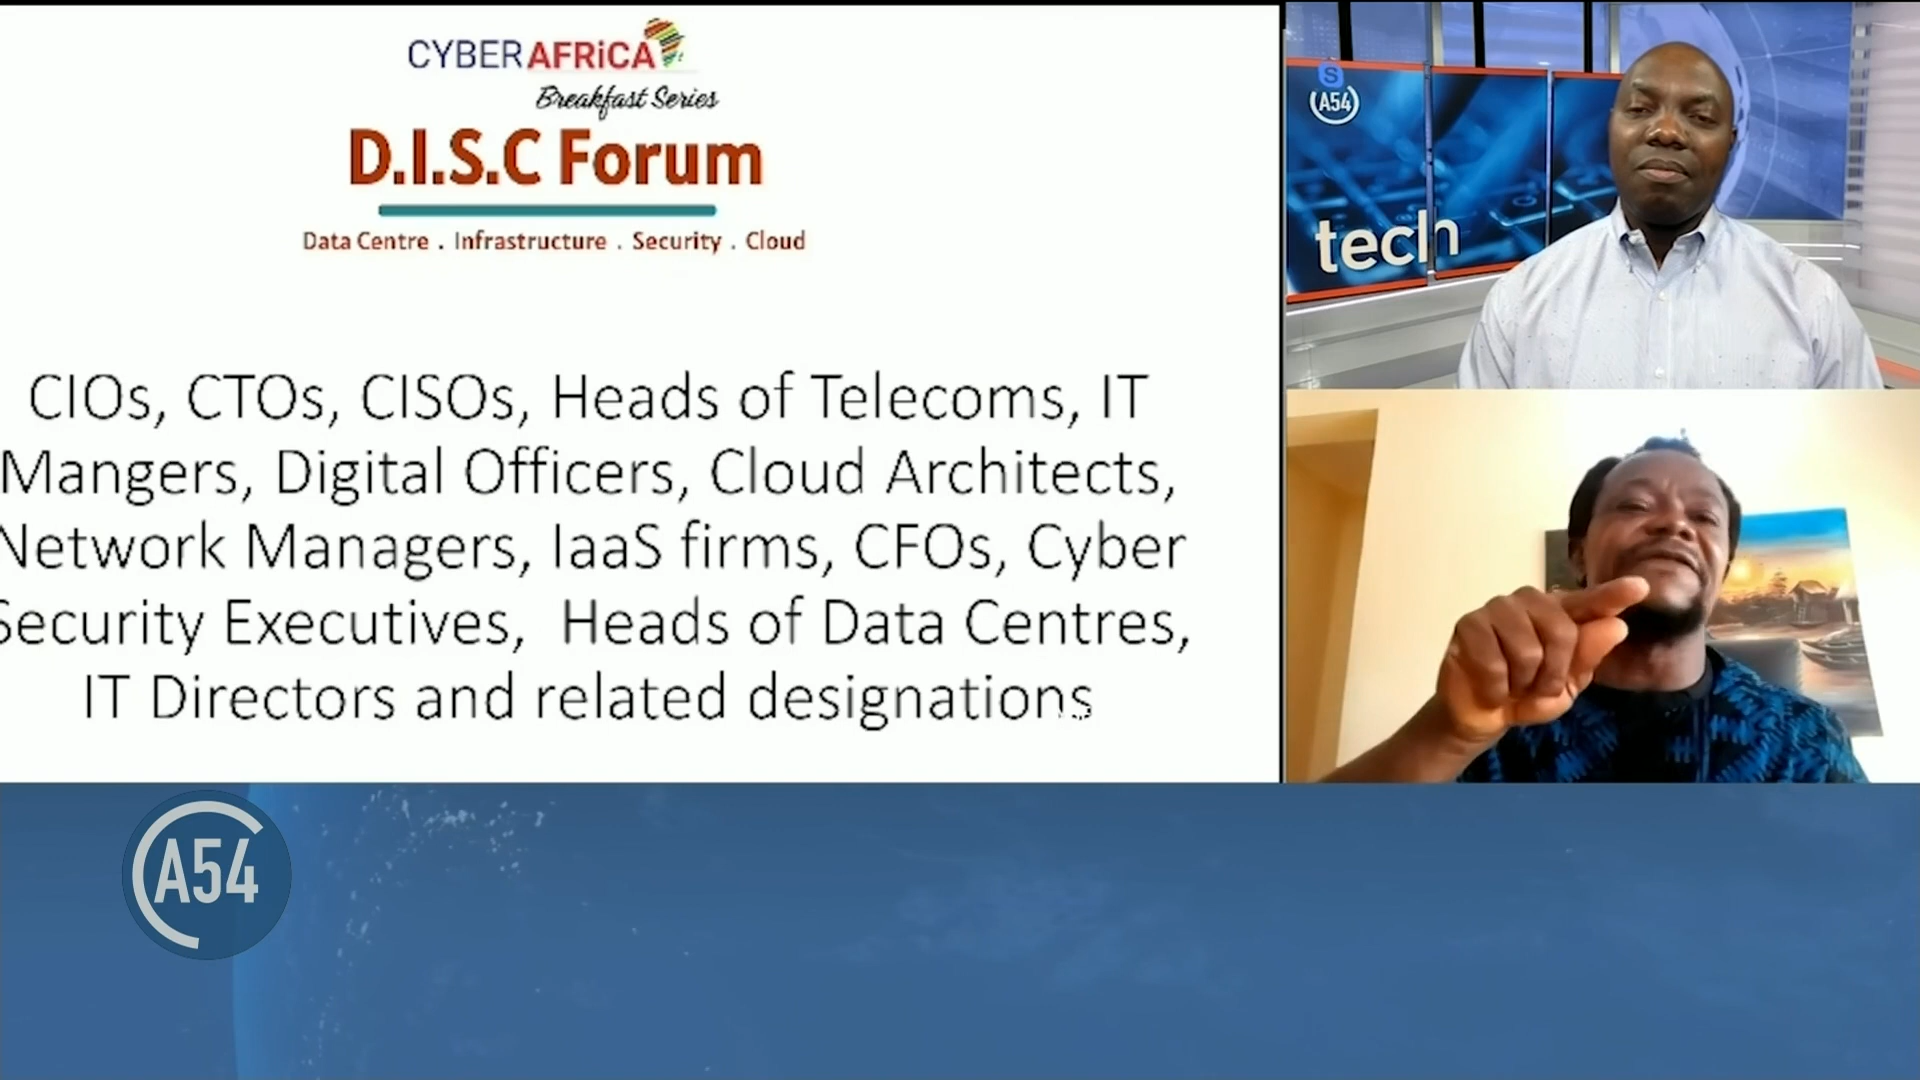 CYBERAFRiCA
Breakfast Series
D.I.S.C Forum
Data Centre . Infrastructure . Security . Cloud
CIOs, CTOs, CISOs, Heads of Telecoms, IT
Mangers, Digital Officers, Cloud Architects,
Network Managers, IaaS firms, CFOs, Cyber
Security Executives, Heads of Data Centres,
IT Directors and related designations
S
A54
tech
A54